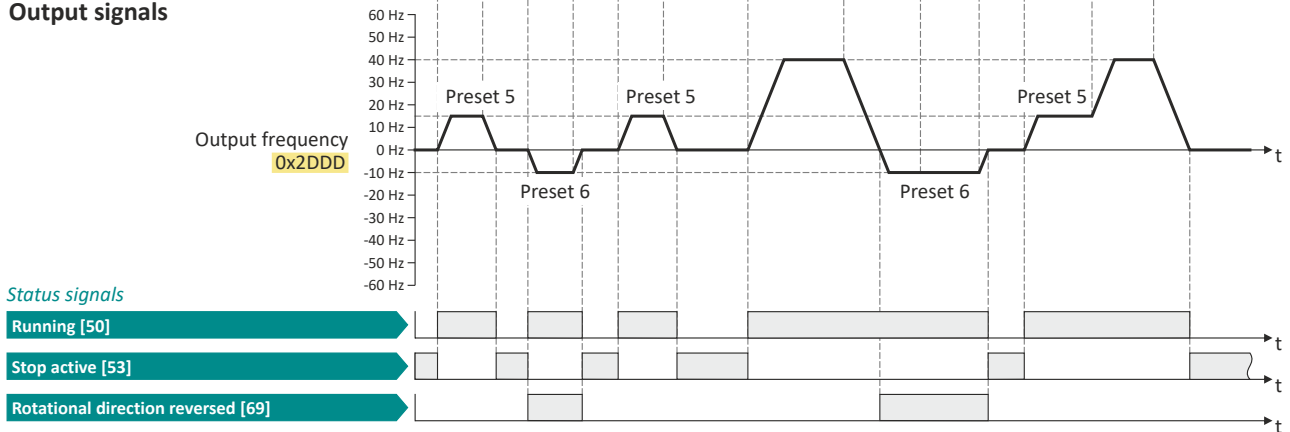 Output signals
60 Hz
50 Hz
40 Hz
30 Hz
20 Hz
10 Hz
0 Hz
-10 Hz
-20 Hz
-30 Hz
-40 Hz
-50 Hz
-60 Hz
Output frequency
0x2DDD
Preset 5
Preset 5
Preset 5
Preset 6
Preset 6
t
Status signals
Running [50]
t
Stop active [53]
t
Rotational direction reversed [69]
t